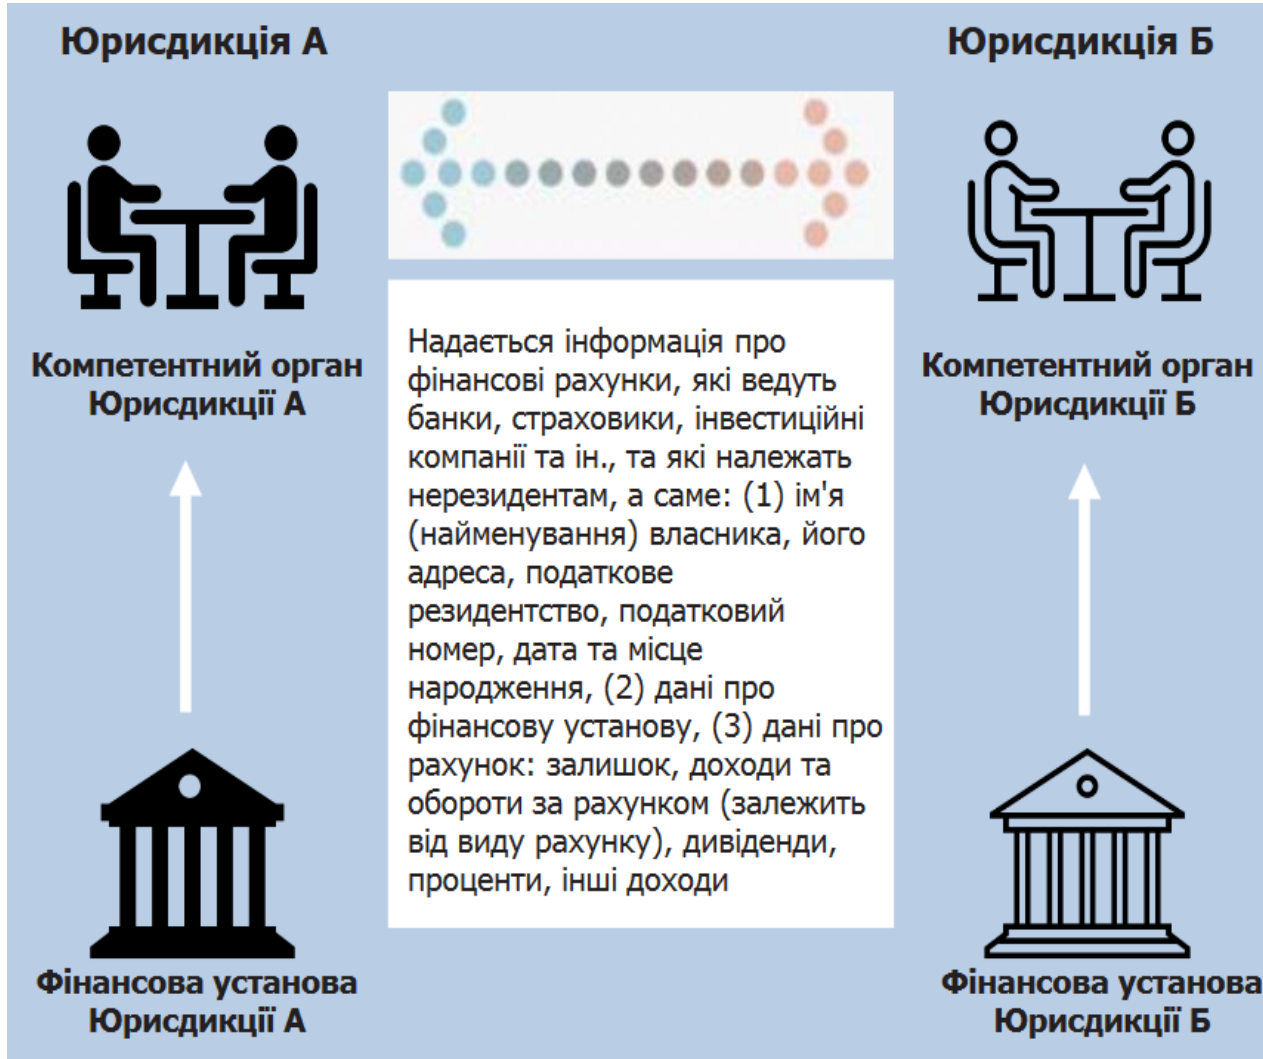 Юрисдикція А
Юрисдикція Б
Компетентний орган
Юрисдикції А
Компетентний орган
Юрисдикції Б
Надається інформація про
фінансові рахунки, які ведуть
банки, страховики, інвестиційні
компанії та ін., та які належать
нерезидентам, а саме: (1) ім'я
(найменування) власника, його
адреса, податкове
резидентство, податковий
номер, дата та місце
народження, (2) дані про
фінансову установу, (3) дані про
рахунок: залишок, доходи та
обороти за рахунком (залежить
від виду рахунку), дивіденди,
проценти, інші доходи
Фінансова установа
Юрисдикції А
Фінансова установа
Юрисдикції Б